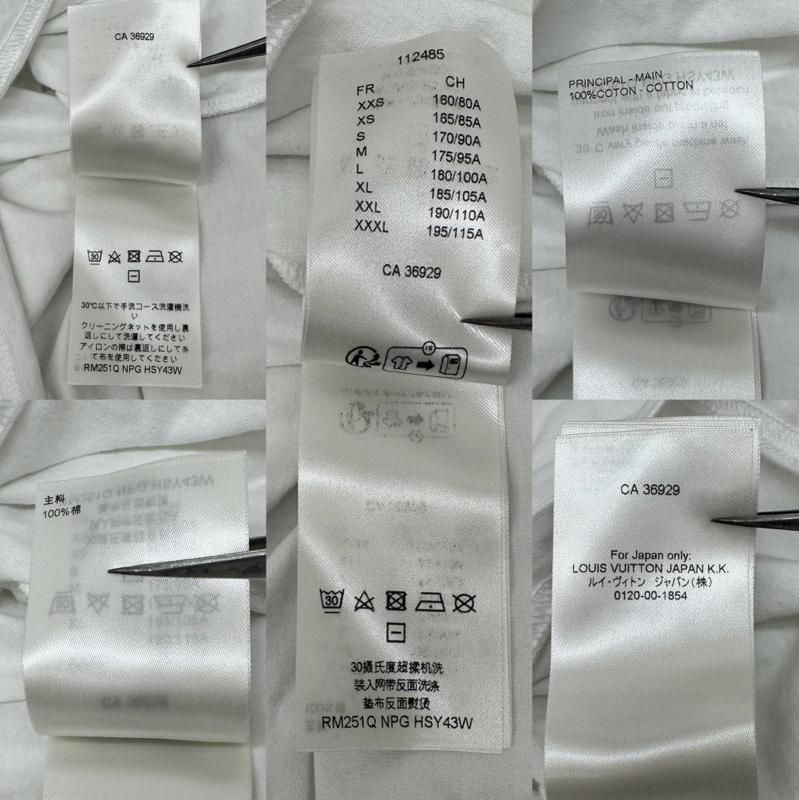 CA 36929
30
30℃以下で手洗コース洗濯機洗
い
クリーニングネットを使用し裏
返しにして洗濯してください
アイロンの際は裏返しにしてあ
て布を使用してください
RM251Q NPG HSY43W
112485
FR CH
XXS 160/80A
XS 165/85A
S 170/90A
M 175/95A
L 180/100A
XL 185/105A
XXL 190/110A
XXXL 195/115A
CA 36929
FR
30
30摄氏度超揉机洗
装入网带反面洗涤
垫布反面熨烫
RM251Q NPG HSY43W
PRINCIPAL - MAIN
100%COTON - COTTON
主料
100%棉
CA 36929
For Japan only:
LOUIS VUITTON JAPAN K.K.
ルイ・ヴィトン ジャパン(株)
0120-00-1854